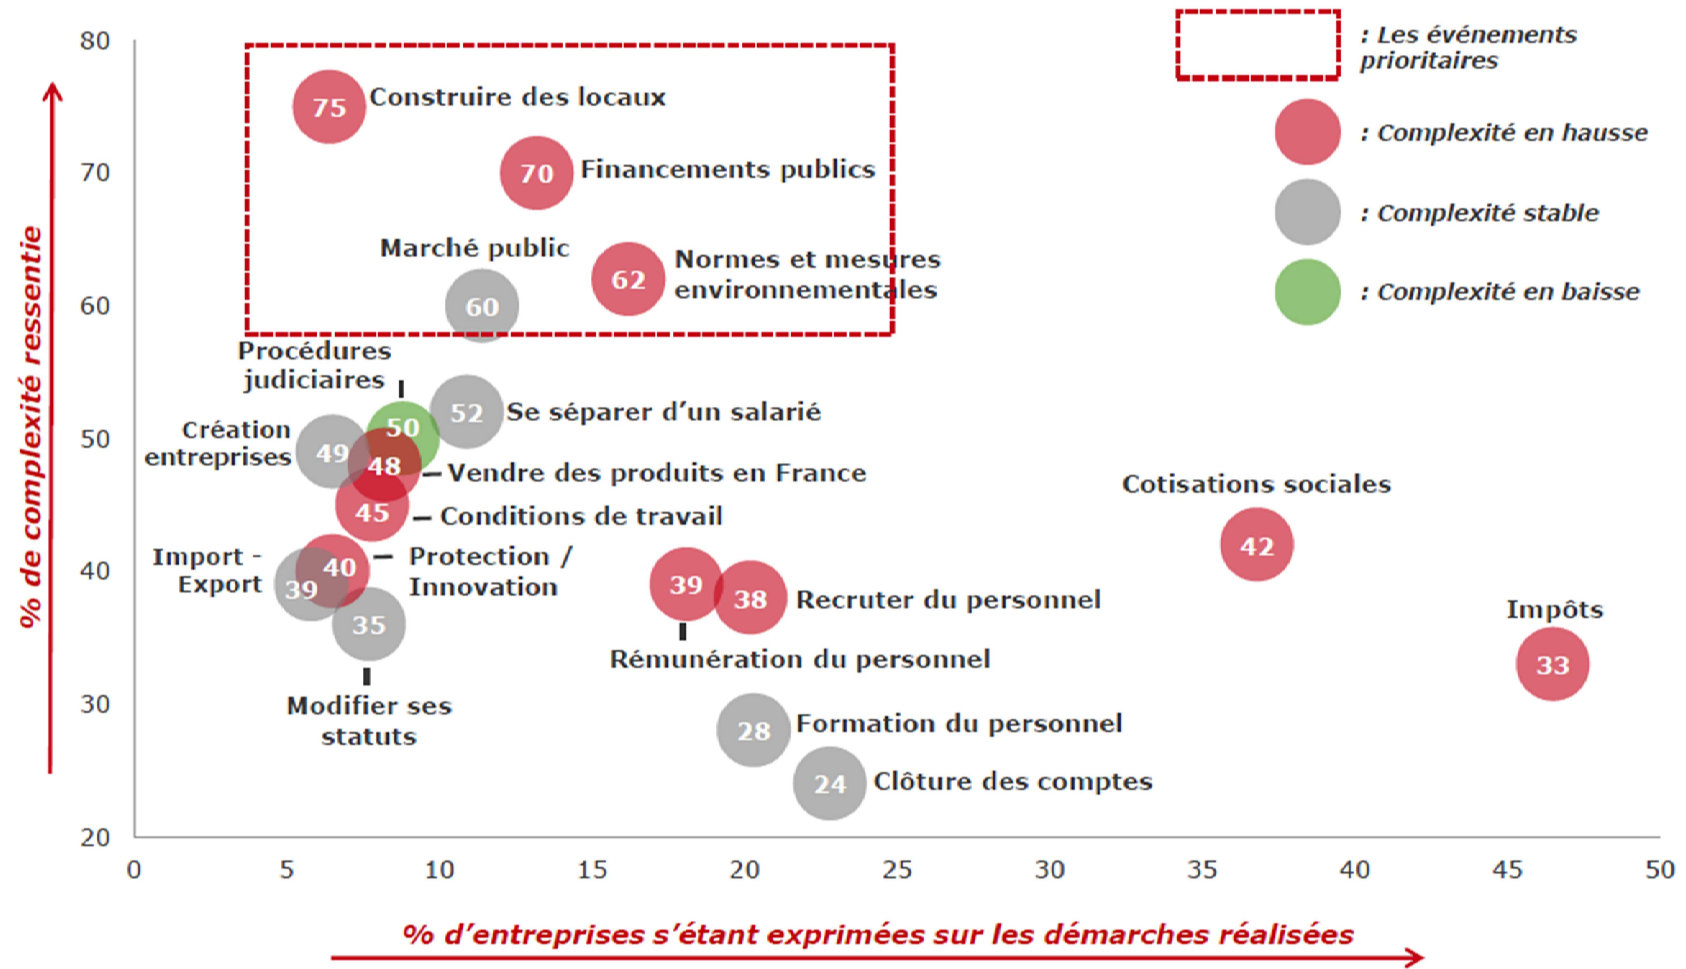 80
: Les événements
prioritaires
75
Construire des locaux
: Complexité en hausse
70
70
Financements publics
: Complexité stable
Marché public
62
Normes et mesures
environnementales
: Complexité en baisse
60
60
Procédures
judiciaires
52
Se séparer d’un salarié
50
50
Création
entreprises
49
48
Vendre des produits en France
Cotisations sociales
45
Conditions de travail
42
Import -
Export
40
40
Protection /
Innovation
39
39
38
Recruter du personnel
Impôts
35
Rémunération du personnel
33
30
Modifier ses
statuts
28
Formation du personnel
24
Clôture des comptes
20
0
5
10
15
20
25
30
35
40
45
50
% de complexité ressentie
% d’entreprises s’étant exprimées sur les démarches réalisées